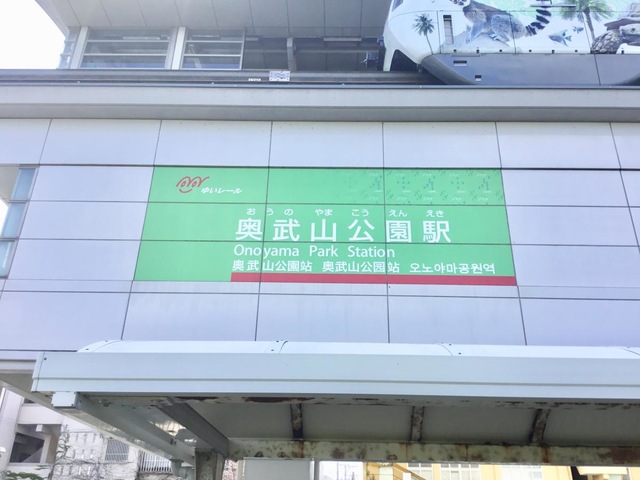 ゆいレール
おうの やまこうえんえき
奥武山公園駅
Onoyama Park Station
奧武山公園站 奥武山公园站 오노야마공원역